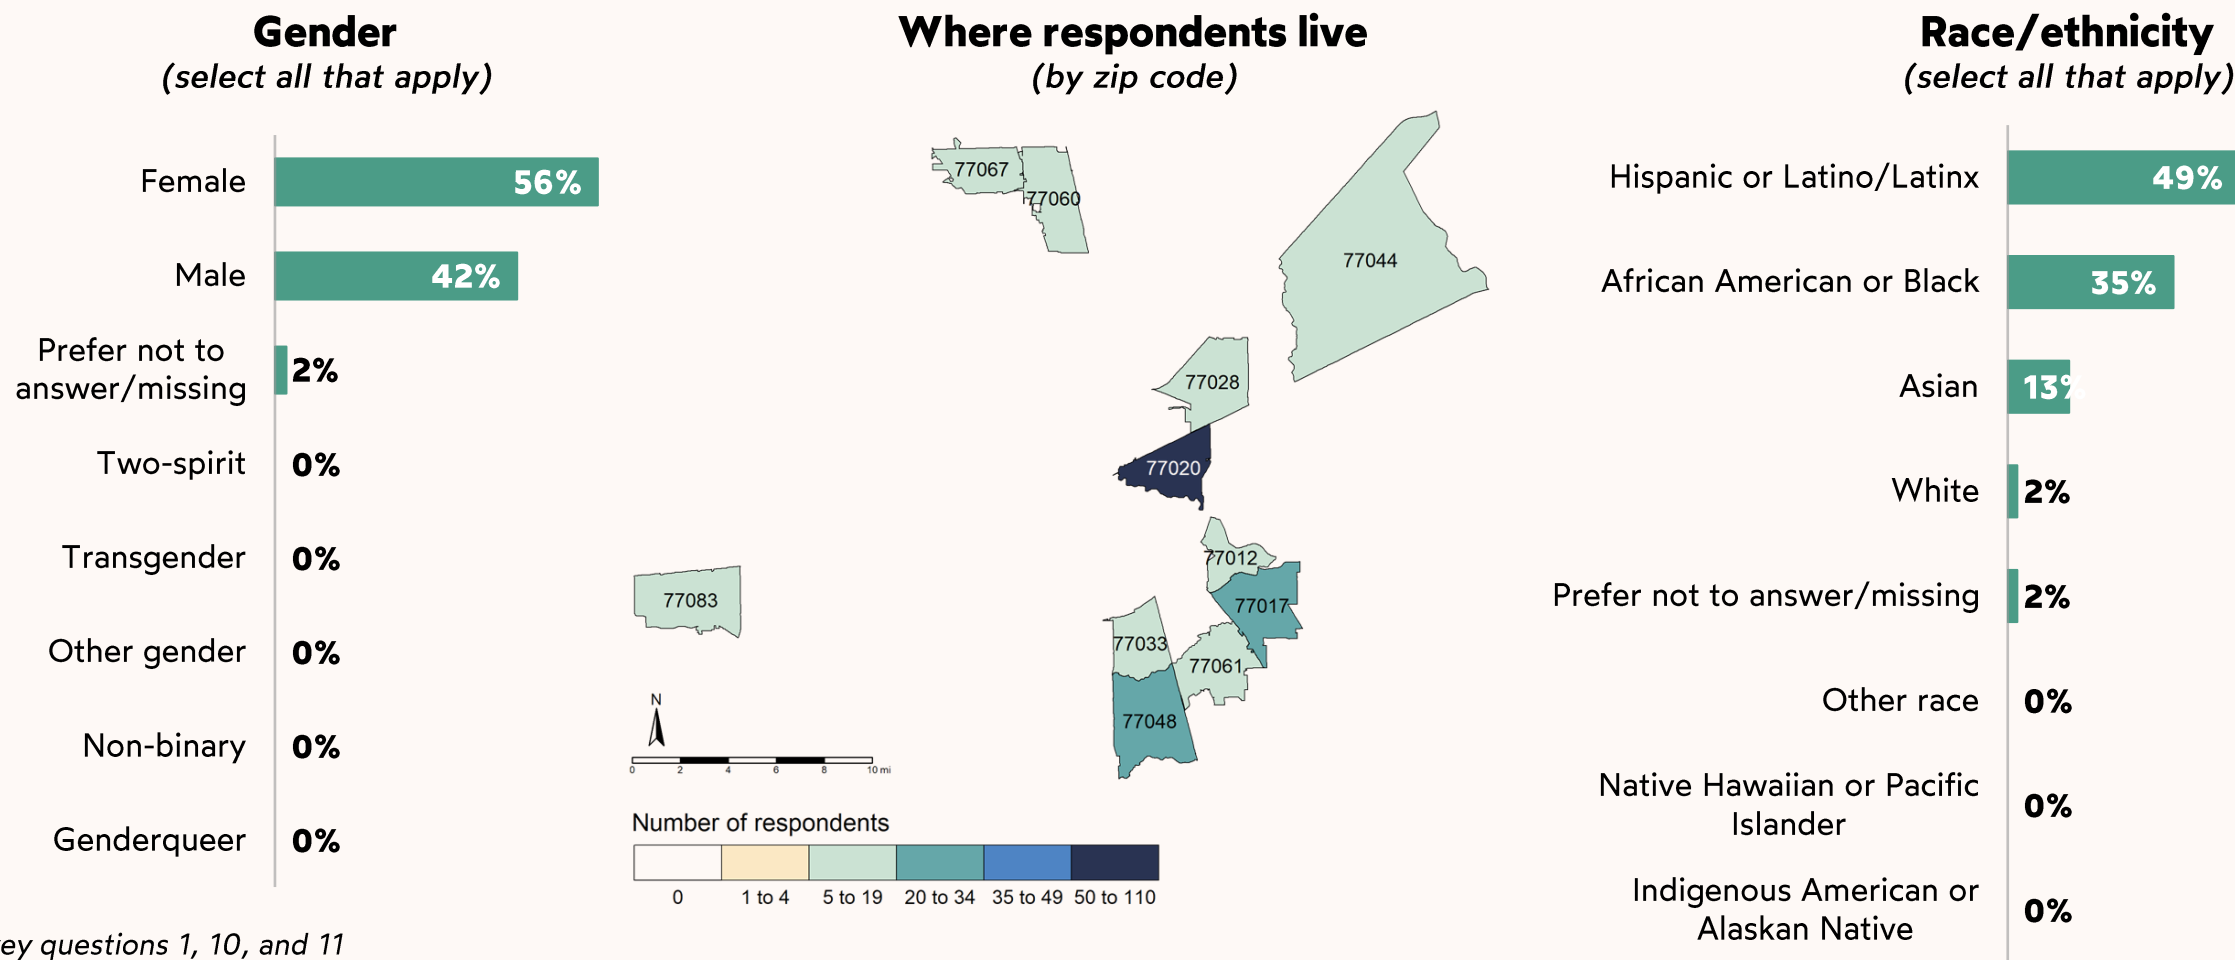 Gender
(select all that apply)
Female
56%
Male
42%
Prefer not to
answer/missing
2%
Two-spirit
0%
Transgender
0%
Other gender
0%
Non-binary
0%
Genderqueer
0%
ey questions 1, 10, and 11
Where respondents live
(by zip code)
77067
77060
77044
77028
77020
77012
77083
77017
77033
77061
77048
N
0 2 4 6 8 10 mi
Number of respondents
0 1 to 4 5 to 19 20 to 34 35 to 49 50 to 110
Race/ethnicity
(select all that apply)
Hispanic or Latino/Latinx
49%
African American or Black
35%
Asian
13%
White
2%
Prefer not to answer/missing
2%
Other race
0%
Native Hawaiian or Pacific
Islander
0%
Indigenous American or
Alaskan Native
0%